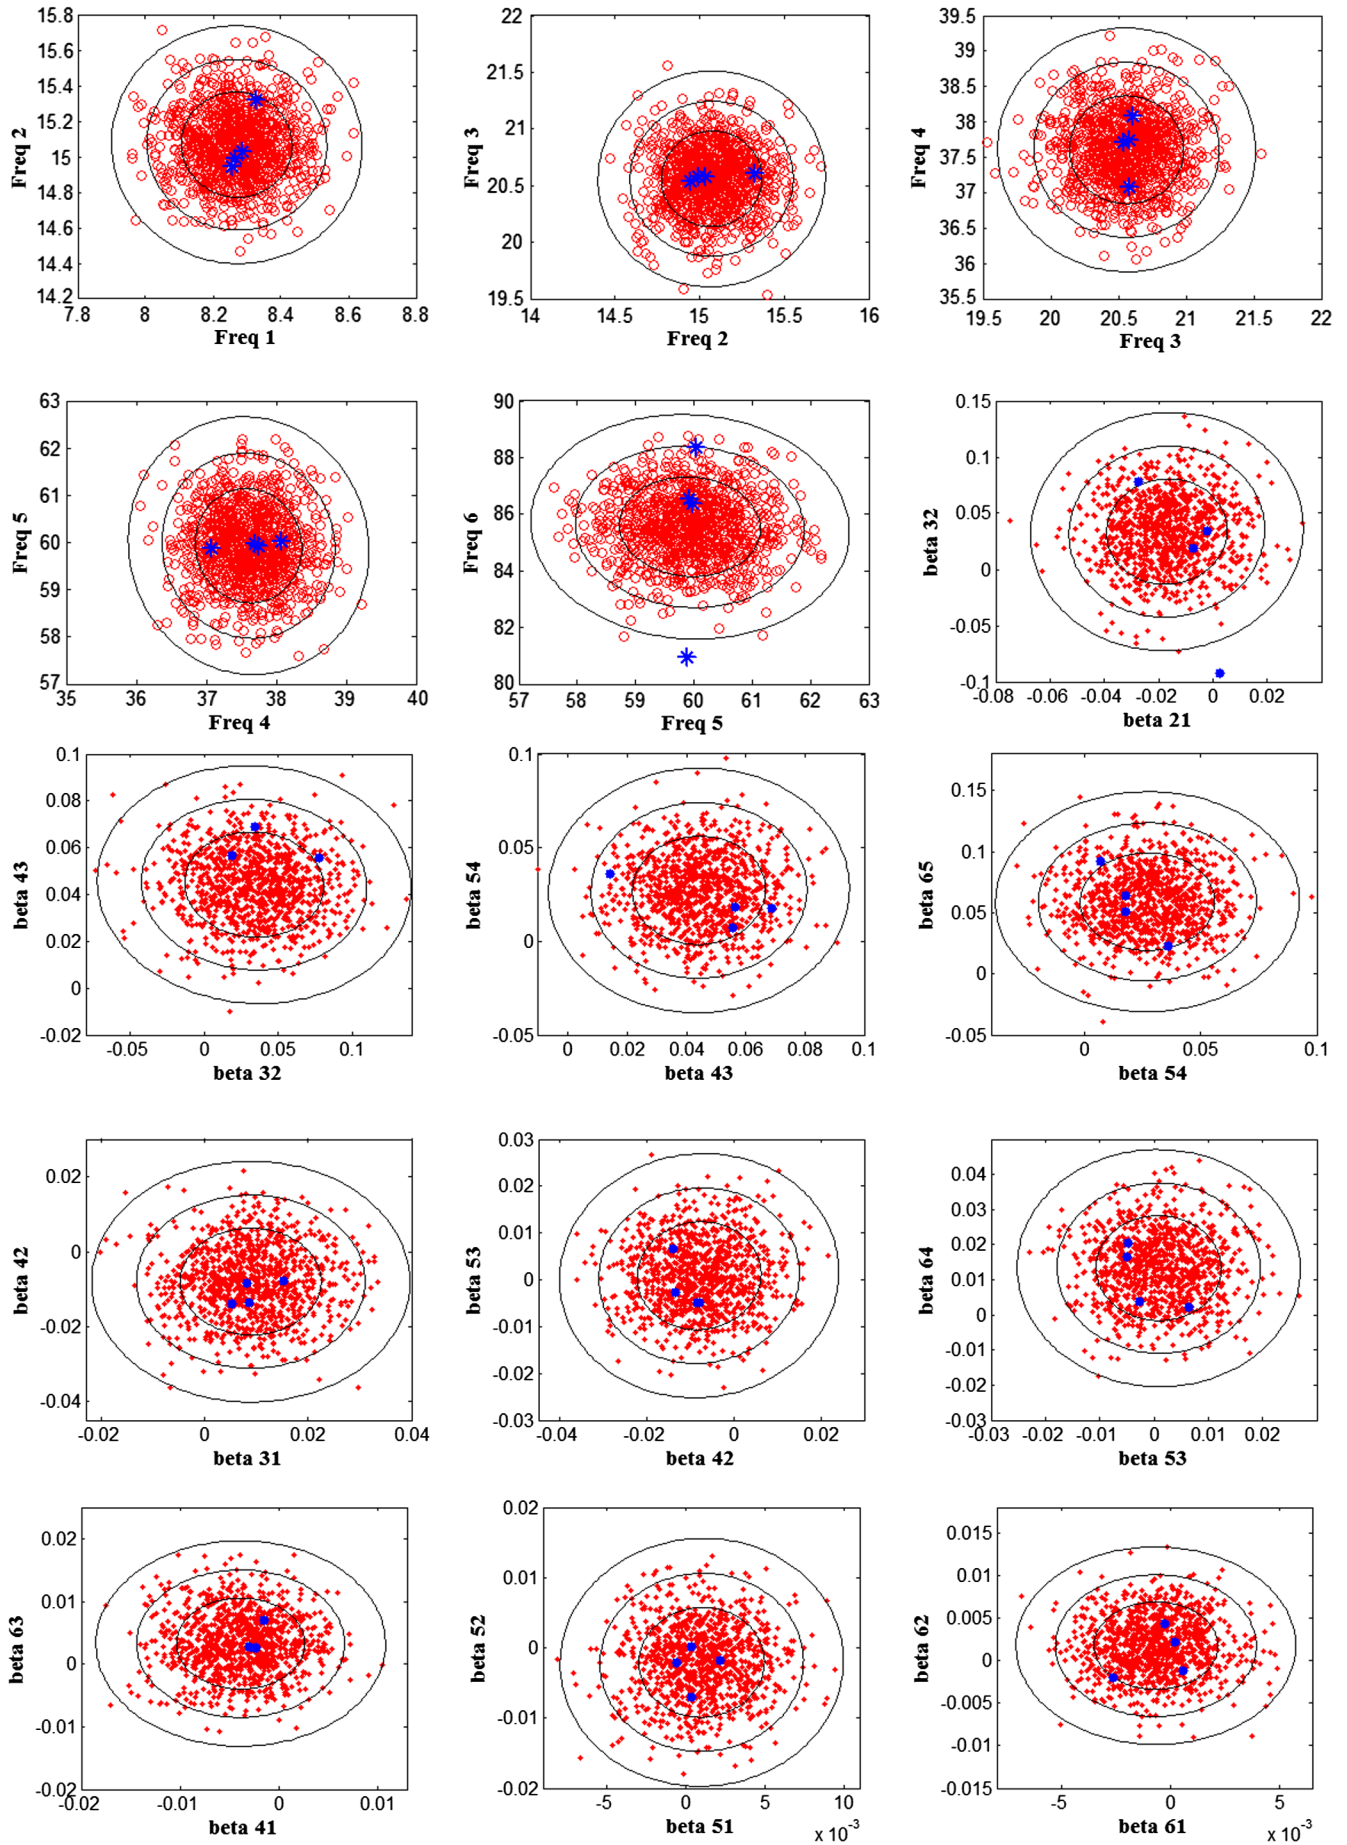 15.8
15.6
15.4
15.2
15
14.8
14.6
14.4
14.2
7.8 8 8.2 8.4 8.6 8.8
Freq 2
Freq 1
22
21.5
21
20.5
20
19.5
14 14.5 15 15.5 16
Freq 3
Freq 2
39.5
39
38.5
38
37.5
37
36.5
36
35.5
19.5 20 20.5 21 21.5 22
Freq 4
Freq 3
63
62
61
60
59
58
57
35 36 37 38 39 40
Freq 5
Freq 4
90
88
86
84
82
80
57 58 59 60 61 62 63
Freq 6
Freq 5
0.15
0.1
0.05
0
-0.05
-0.1
-0.08 -0.06 -0.04 -0.02 0 0.02
beta 32
beta 21
0.1
0.08
0.06
0.04
0.02
0
-0.02
-0.05 0 0.05 0.1
beta 43
beta 32
0.1
0.05
0
-0.05
0 0.02 0.04 0.06 0.08 0.1
beta 54
beta 43
0.15
0.1
0.05
0
-0.05
0 0.05 0.1
beta 65
beta 54
0.02
0
-0.02
-0.04
-0.02 0 0.02 0.04
beta 42
beta 31
0.03
0.02
0.01
0
-0.01
-0.02
-0.03
-0.04 -0.02 0 0.02
beta 53
beta 42
0.04
0.03
0.02
0.01
0
-0.01
-0.02
-0.03
-0.03 -0.02 -0.01 0 0.01 0.02
beta 64
beta 53
0.02
0.01
0
-0.01
-0.02
-0.02 -0.01 0 0.01
beta 63
beta 41
0.02
0.01
0
-0.01
-0.02
-5 0 5 10
x 10-3
beta 52
beta 51
0.015
0.01
0.005
0
-0.005
-0.01
-0.015
-5 0 5
x 10-3
beta 62
beta 61